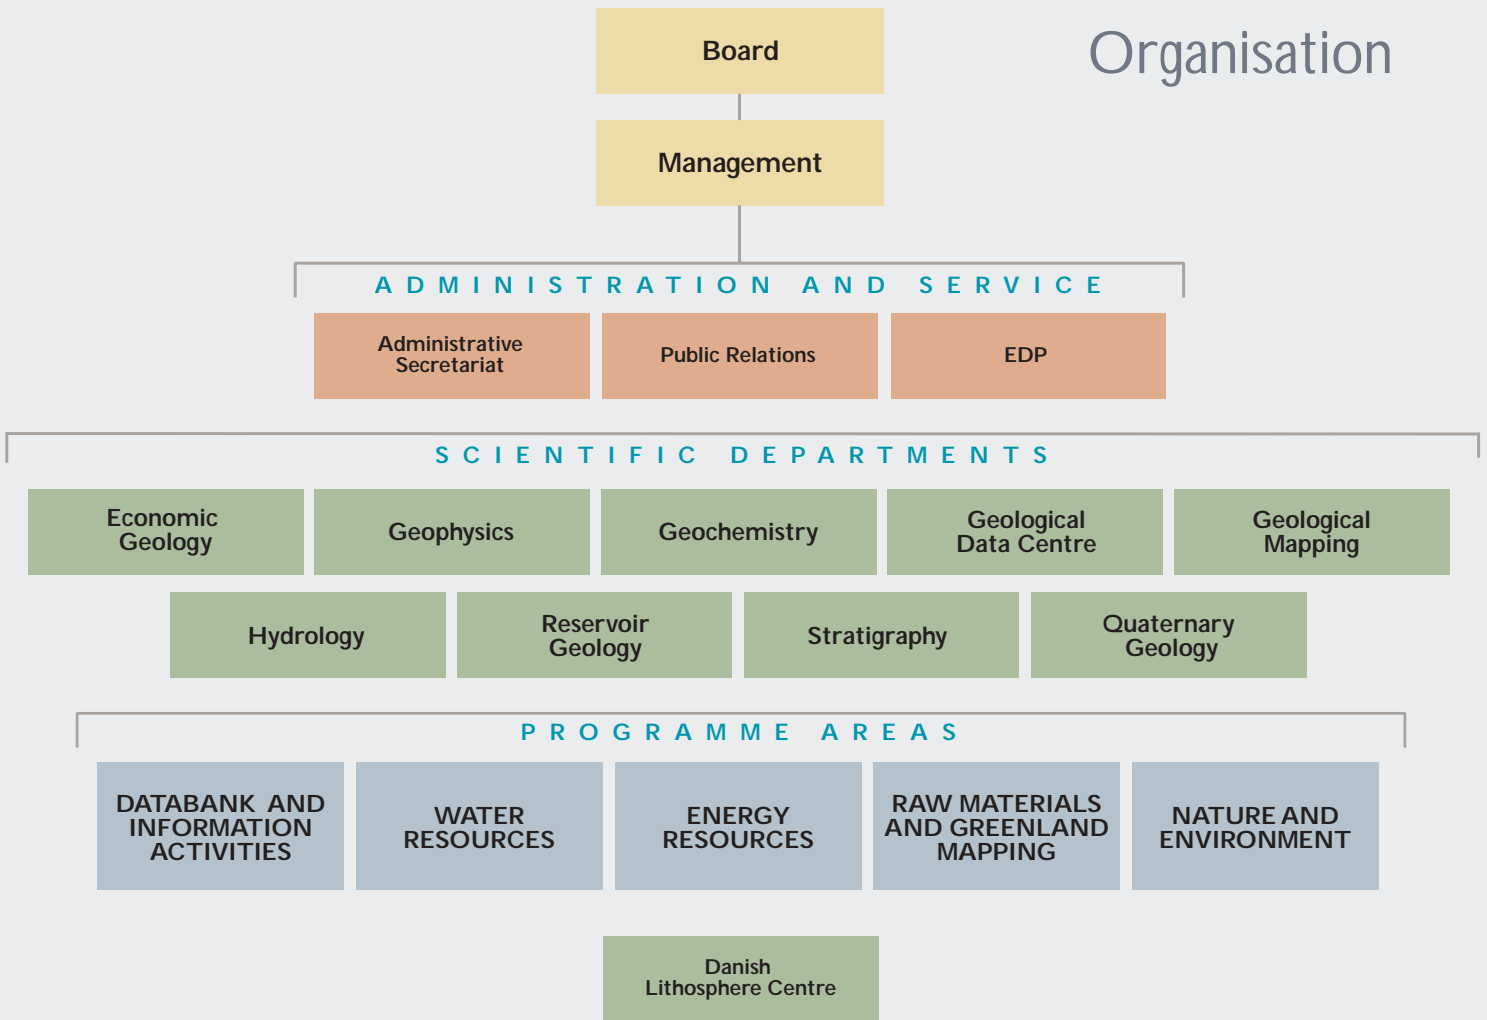 Organisation
Board
Management
ADMINISTRATION AND SERVICE
Administrative
Secretariat
Public Relations
EDP
SCIENTIFIC DEPARTMENTS
Economic
Geology
Geophysics
Geochemistry
Geological
Data Centre
Geological
Mapping
Hydrology
Reservoir
Geology
Stratigraphy
Quaternary
Geology
PROGRAMME AREAS
DATABANK AND
INFORMATION
ACTIVITIES
WATER
RESOURCES
ENERGY
RESOURCES
RAW MATERIALS
AND GREENLAND
MAPPING
NATURE AND
ENVIRONMENT
Danish
Lithosphere Centre